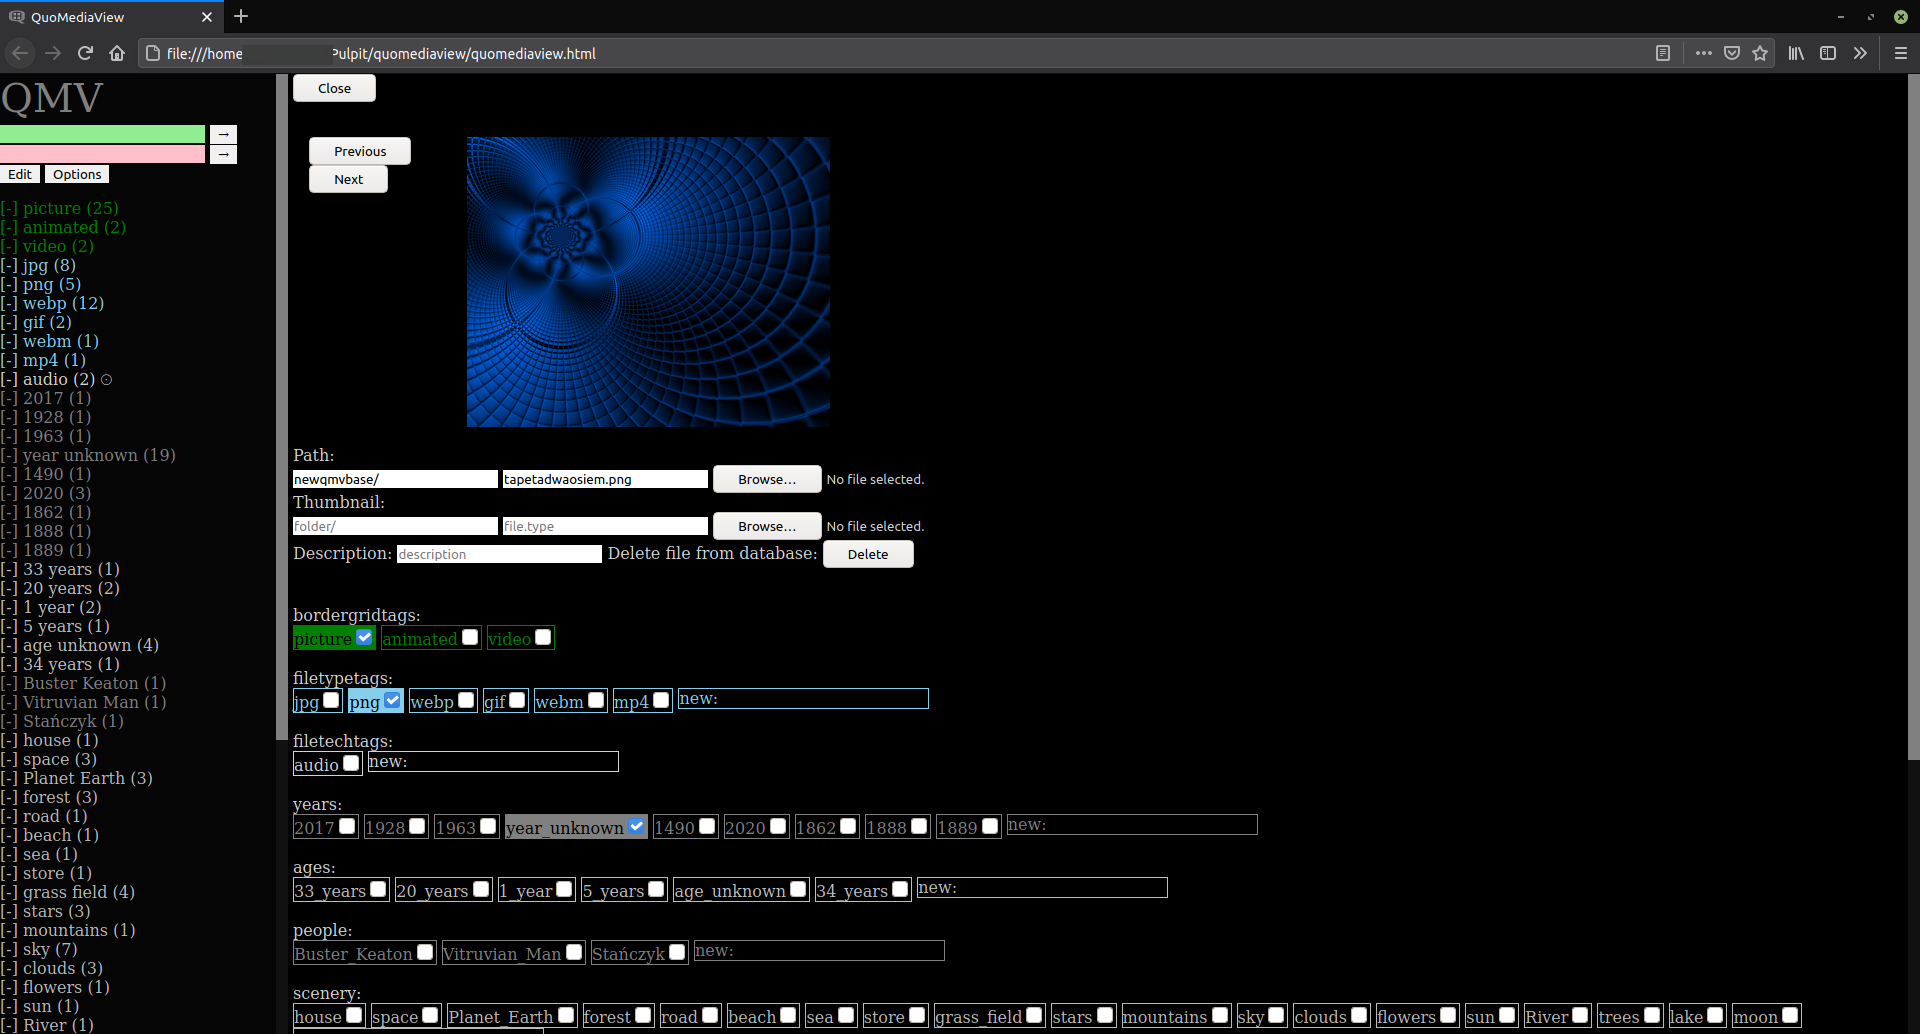 QuoMediaView
file:///home Pulpit/quomediaview/quomediaview.html
QMV
→
→
Edit Options
[-] picture (25)
[-] animated (2)
[-] video (2)
[-] jpg (8)
[-] png (5)
[-] webp (12)
[-] gif (2)
[-] webm (1)
[-] mp4 (1)
[-] audio (2) ⊙
[-] 2017 (1)
[-] 1928 (1)
[-] 1963 (1)
[-] year unknown (19)
[-] 1490 (1)
[-] 2020 (3)
[-] 1862 (1)
[-] 1888 (1)
[-] 1889 (1)
[-] 33 years (1)
[-] 20 years (2)
[-] 1 year (2)
[-] 5 years (1)
[-] age unknown (4)
[-] 34 years (1)
[-] Buster Keaton (1)
[-] Vitruvian Man (1)
[-] Stańczyk (1)
[-] house (1)
[-] space (3)
[-] Planet Earth (3)
[-] forest (3)
[-] road (1)
[-] beach (1)
[-] sea (1)
[-] store (1)
[-] grass field (4)
[-] stars (3)
[-] mountains (1)
[-] sky (7)
[-] clouds (3)
[-] flowers (1)
[-] sun (1)
[-] River (1)
Close
Previous
Next
Path:
newqmvbase/ tapetadwaosiem.png Browse... No file selected.
Thumbnail:
folder/ file.type Browse... No file selected.
Description: description Delete file from database: Delete
bordergridtags:
picture animated video
filetypetags:
jpg png webp gif webm mp4 new:
filetechtags:
audio new:
years:
2017 1928 1963 year_unknown 1490 2020 1862 1888 1889 new:
ages:
33_years 20_years 1_year 5_years age_unknown 34_years new:
people:
Buster_Keaton Vitruvian_Man Stańczyk new:
scenery:
house space Planet_Earth forest road beach sea store grass_field stars mountains sky clouds flowers sun River trees lake moon